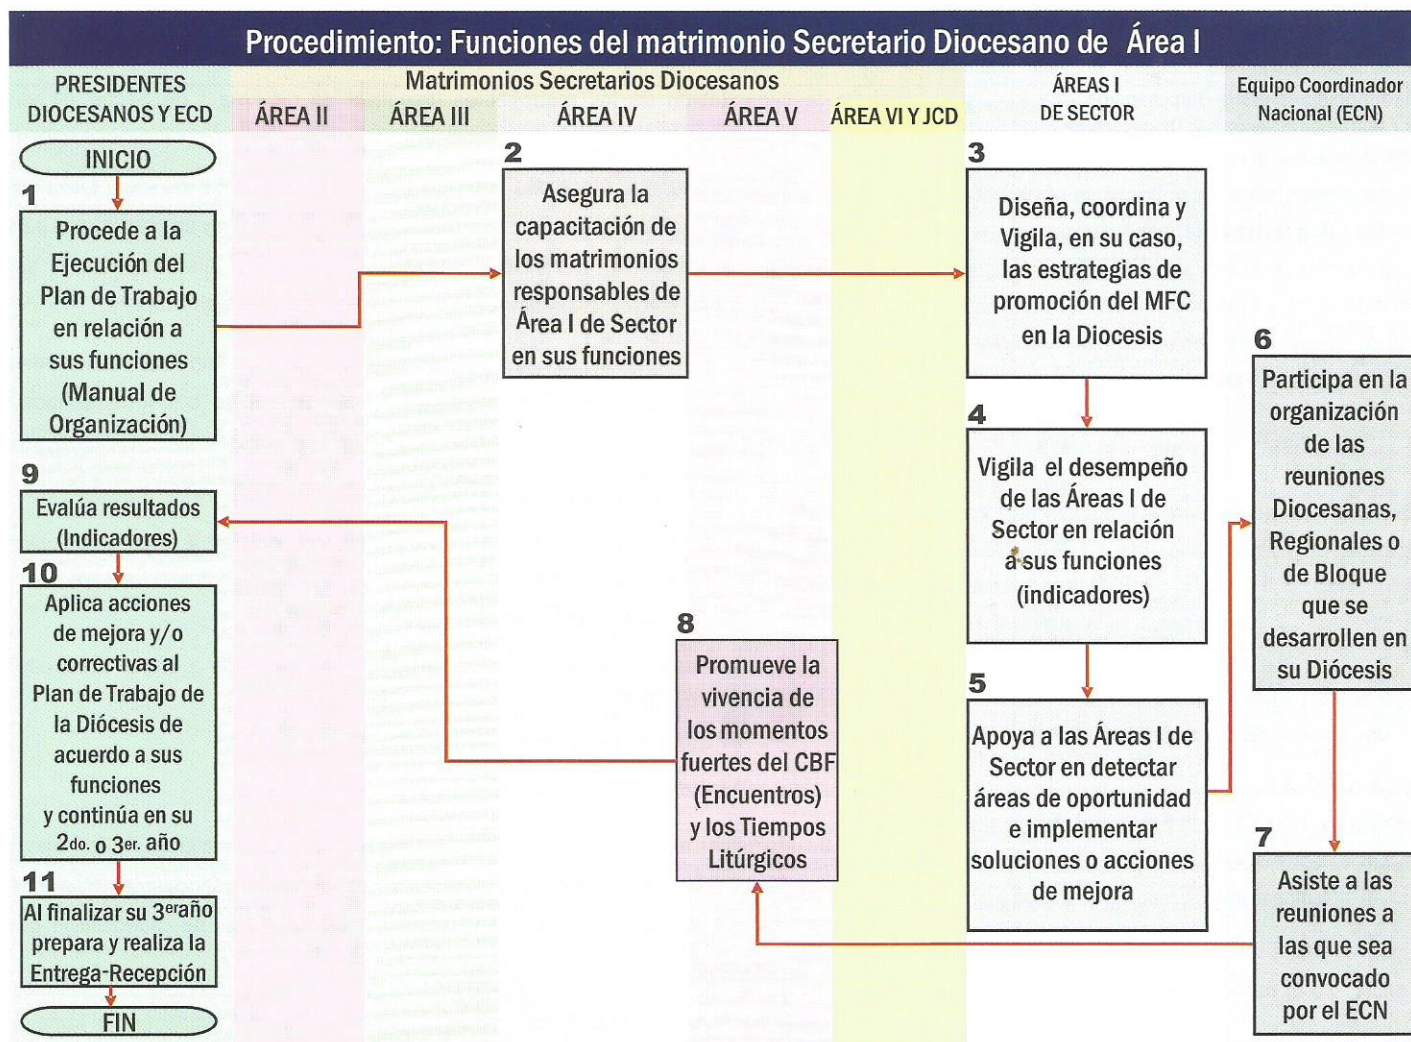 Procedimiento: Funciones del matrimonio Secretario Diocesano de Área I
PRESIDENTES
DIOCESANOS Y ECD
Matrimonios Secretarios Diocesanos
ÁREA II
ÁREA III
ÁREA IV
ÁREA V
ÁREA VI Y JCD
ÁREAS I
DE SECTOR
Equipo Coordinador
Nacional (ECN)
INICIO
1
Procede a la
Ejecución del
Plan de Trabajo
en relación a
sus funciones
(Manual de
Organización)
2
Asegura la
capacitación de
los matrimonios
responsables de
Área I de Sector
en sus funciones
3
Diseña, coordina y
Vigila, en su caso,
las estrategias de
promoción del MFC
en la Diocesis
4
Vigila el desempeño
de las Áreas I de
Sector en relación
a sus funciones
(indicadores)
5
Apoya a las Áreas I de
Sector en detectar
áreas de oportunidad
e implementar
soluciones o acciones
de mejora
6
Participa en la
organización
de las
reuniones
Diocesanas,
Regionales o
de Bloque
que se
desarrollen en
su Diócesis
7
Asiste a las
reuniones a
las que sea
convocado
por el ECN
8
Promueve la
vivencia de
los momentos
fuertes del CBF
(Encuentros)
y los Tiempos
Litúrgicos
9
Evalúa resultados
(Indicadores)
10
Aplica acciones
de mejora y/o
correctivas al
Plan de Trabajo de
la Diócesis de
acuerdo a sus
funciones
y continúa en su
2do. o 3er. año
11
Al finalizar su 3er año
prepara y realiza la
Entrega-Recepción
FIN